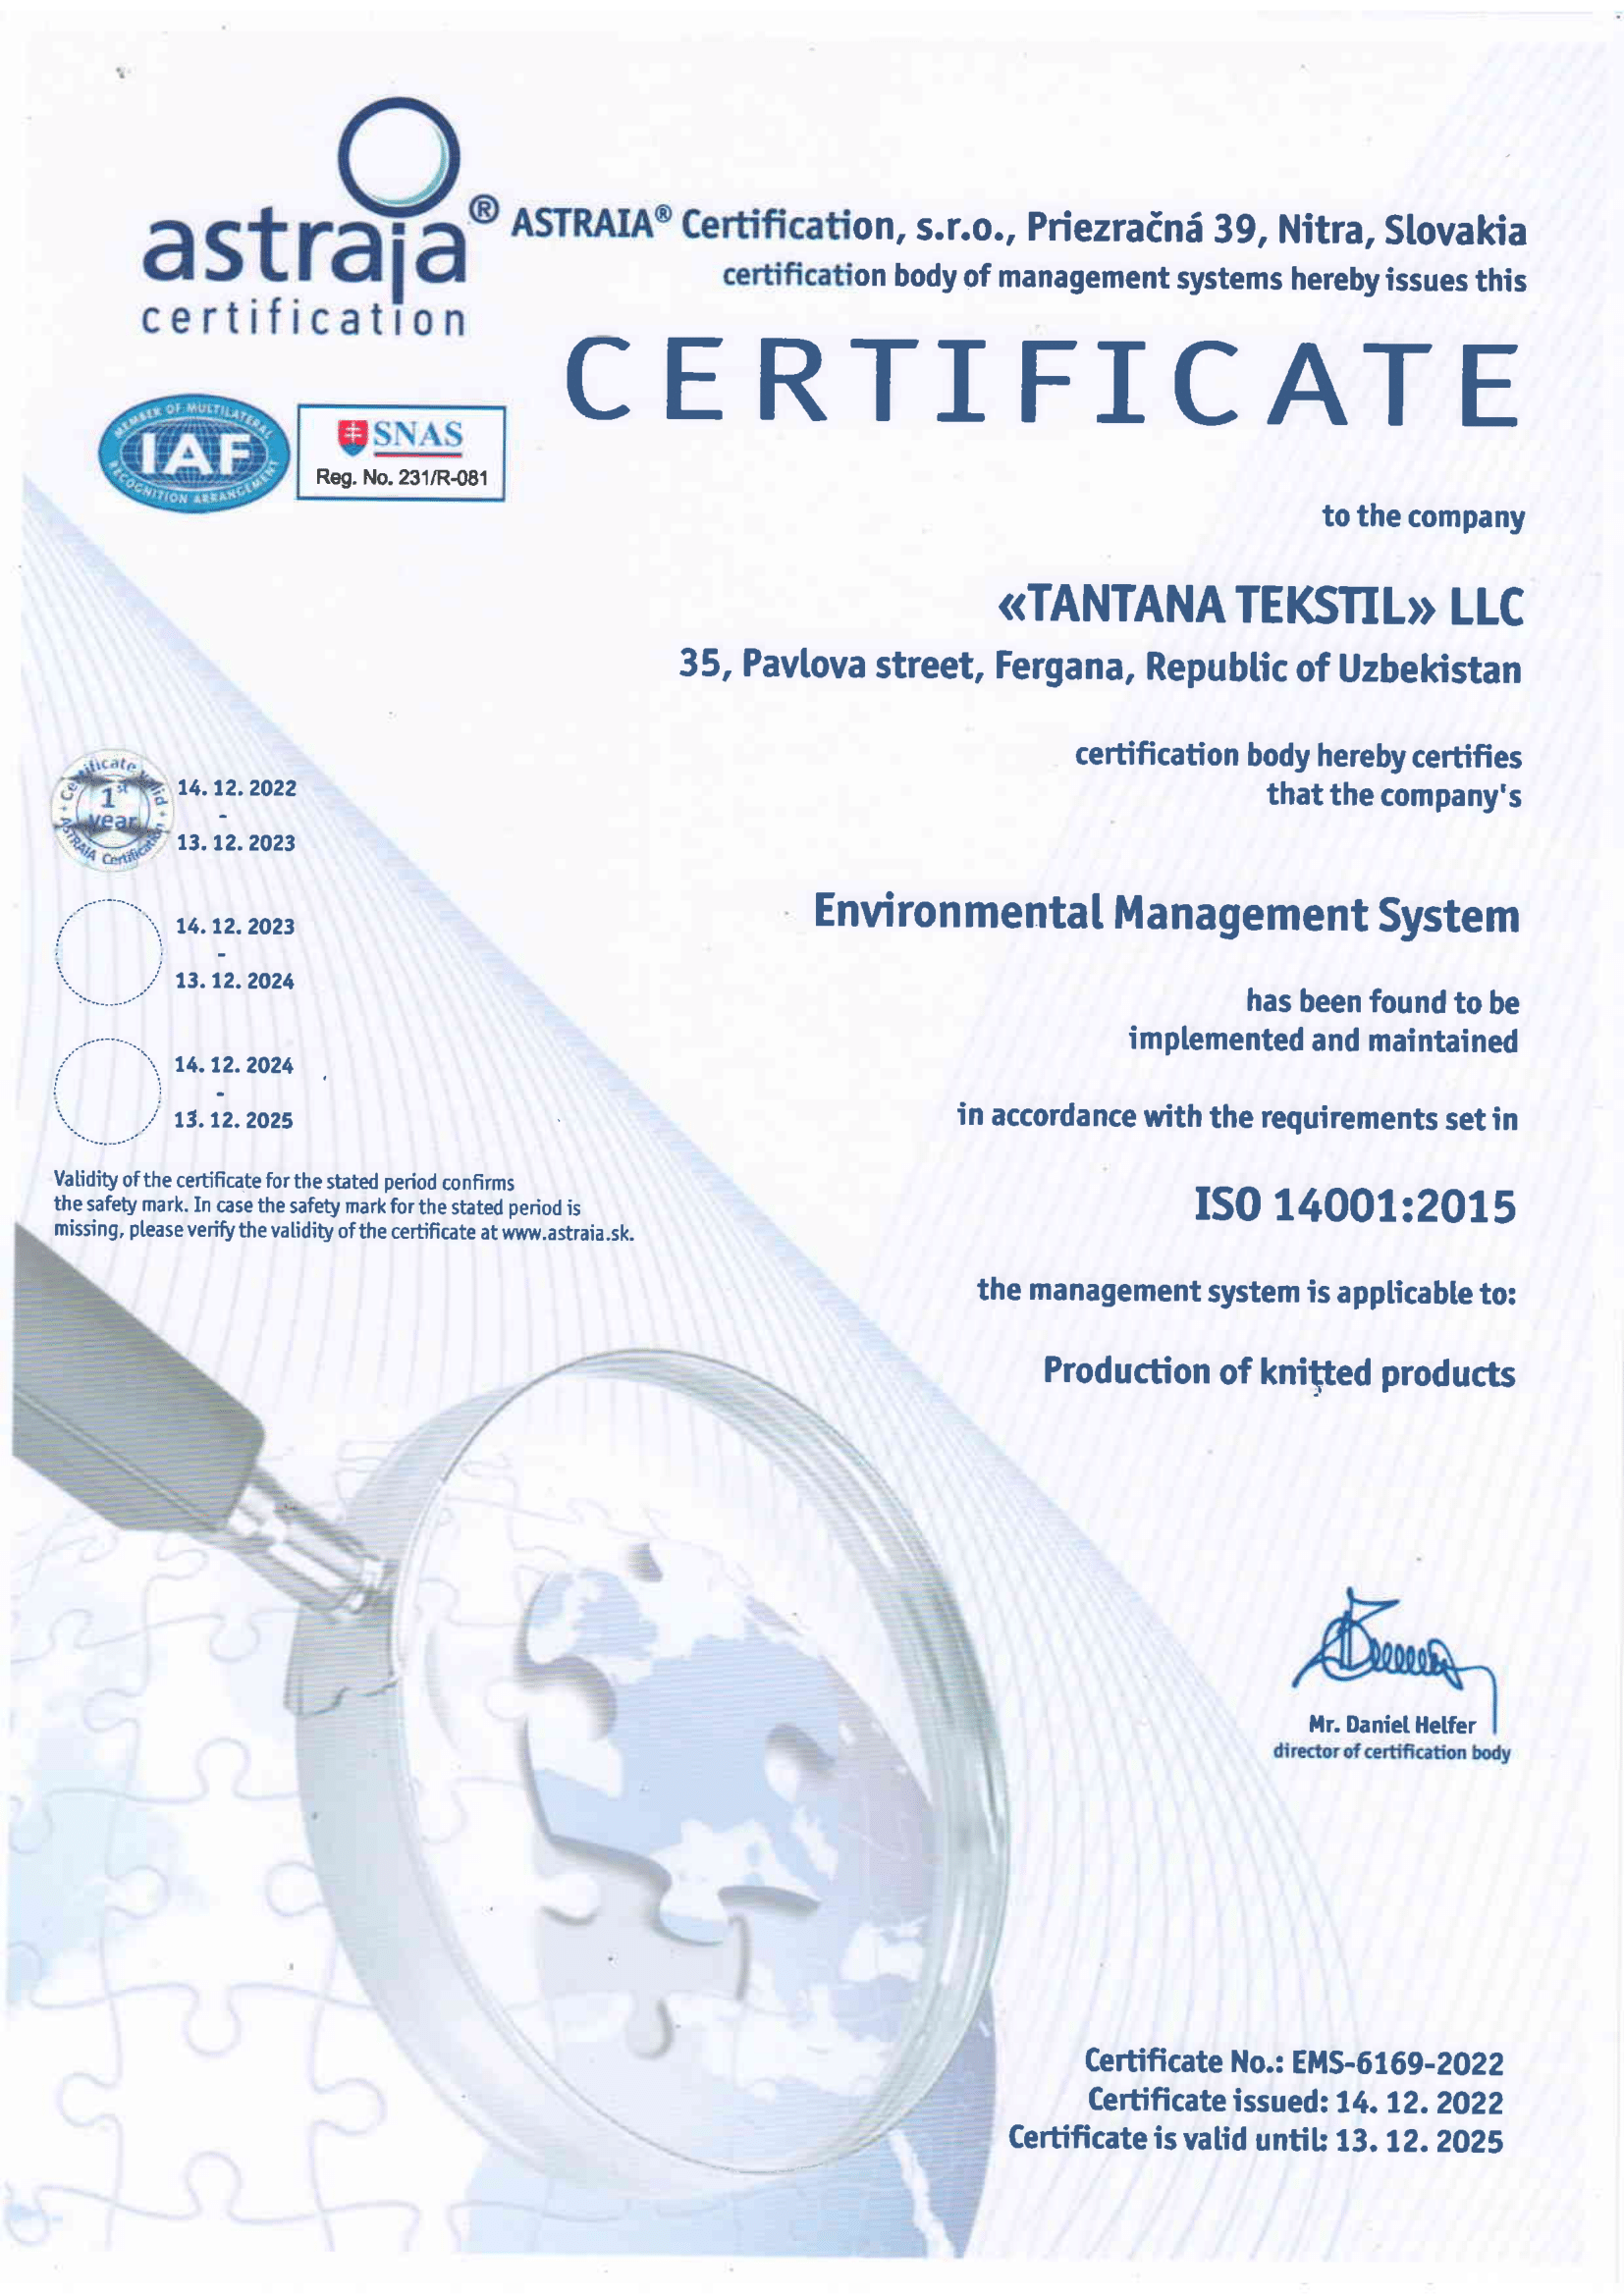 astraia®
certification
ASTRAIA® Certification, s.r.o., Priezračná 39, Nitra, Slovakia
certification body of management systems hereby issues this
CERTIFICATE
MEMBER OF MULTILATERAL
IAF
RECOGNITION ARRANGEMENT
SNAS
Reg. No. 231/R-081
to the company
«TANTANA TEKSTIL» LLC
35, Pavlova street, Fergana, Republic of Uzbekistan
certification body hereby certifies
that the company's
Certificate valid
1st
year
ASTRAIA Certification
14. 12. 2022
-
13. 12. 2023
14. 12. 2023
-
13. 12. 2024
14. 12. 2024
-
13. 12. 2025
Validity of the certificate for the stated period confirms
the safety mark. In case the safety mark for the stated period is
missing, please verify the validity of the certificate at www.astraia.sk.
Environmental Management System
has been found to be
implemented and maintained
in accordance with the requirements set in
ISO 14001:2015
the management system is applicable to:
Production of knitted products
Mr. Daniel Helfer
director of certification body
Certificate No.: EMS-6169-2022
Certificate issued: 14. 12. 2022
Certificate is valid until: 13. 12. 2025